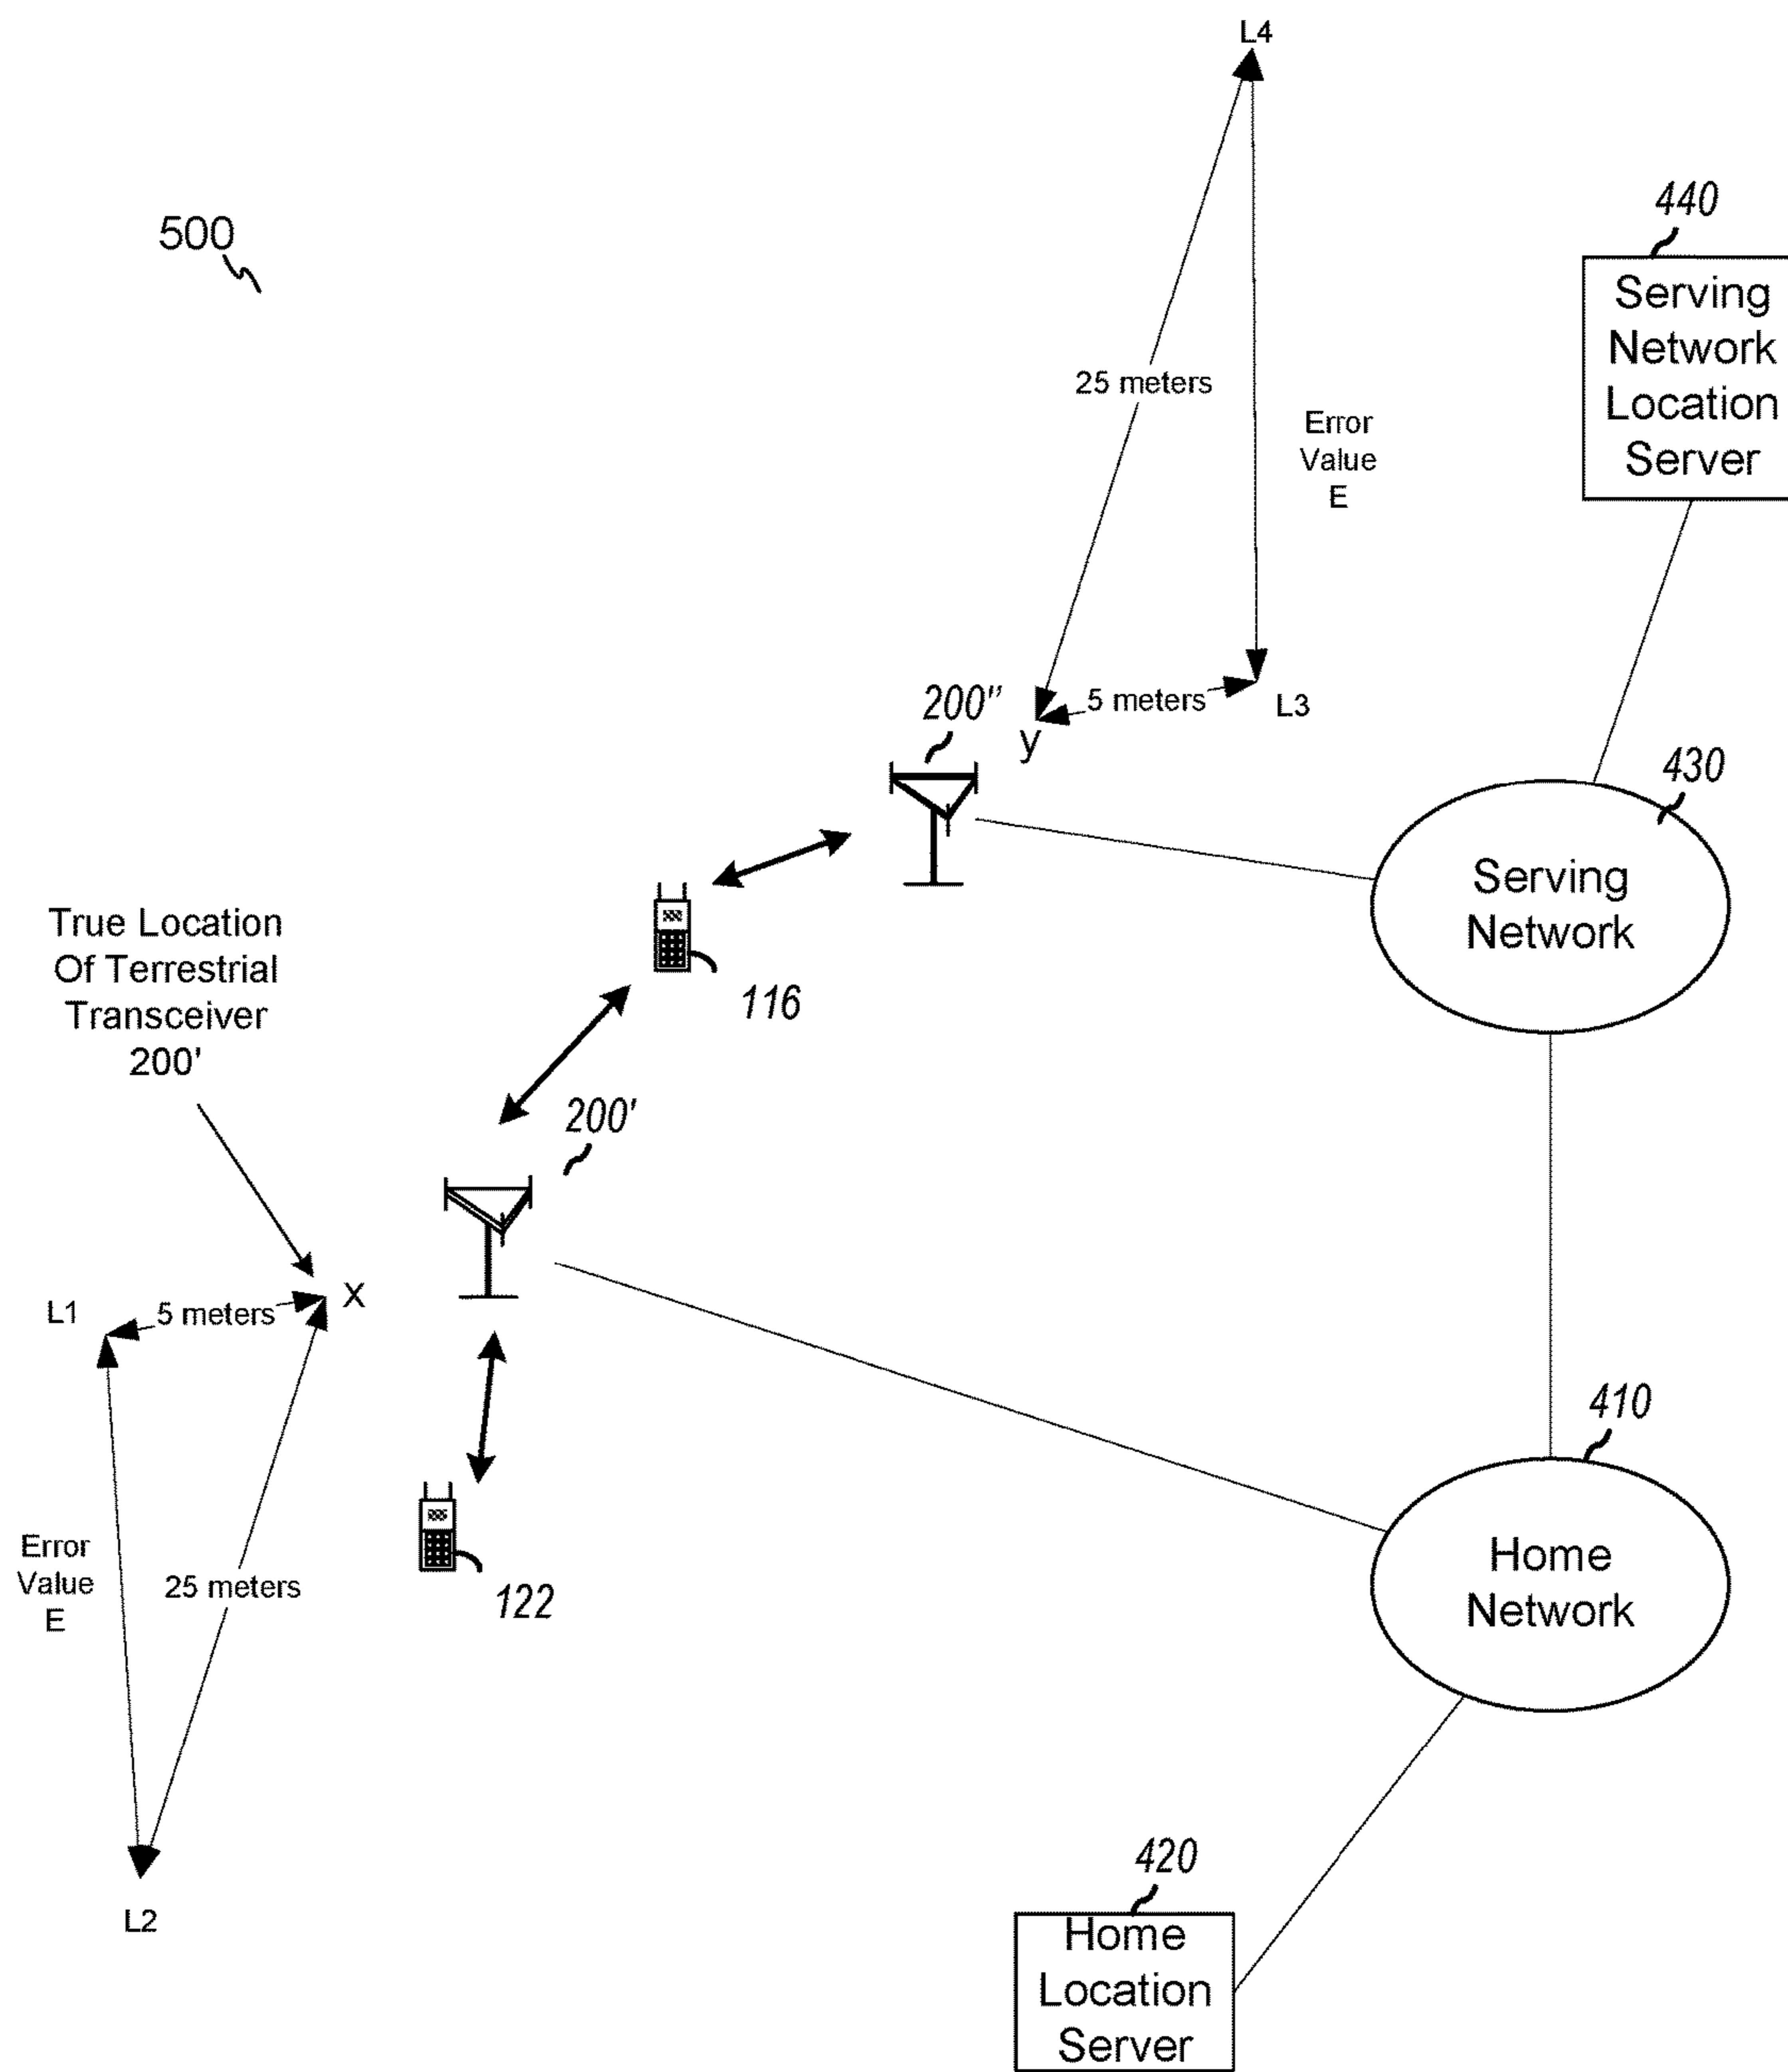 L4
500
440
Serving
Network
Location
Server
25 meters
Error
Value
E
200"
5 meters
L3
y
430
Serving
Network
True Location
Of Terrestrial
Transceiver
200'
116
200'
L1
5 meters
X
410
Home
Network
Error
Value
E
25 meters
122
L2
420
Home
Location
Server